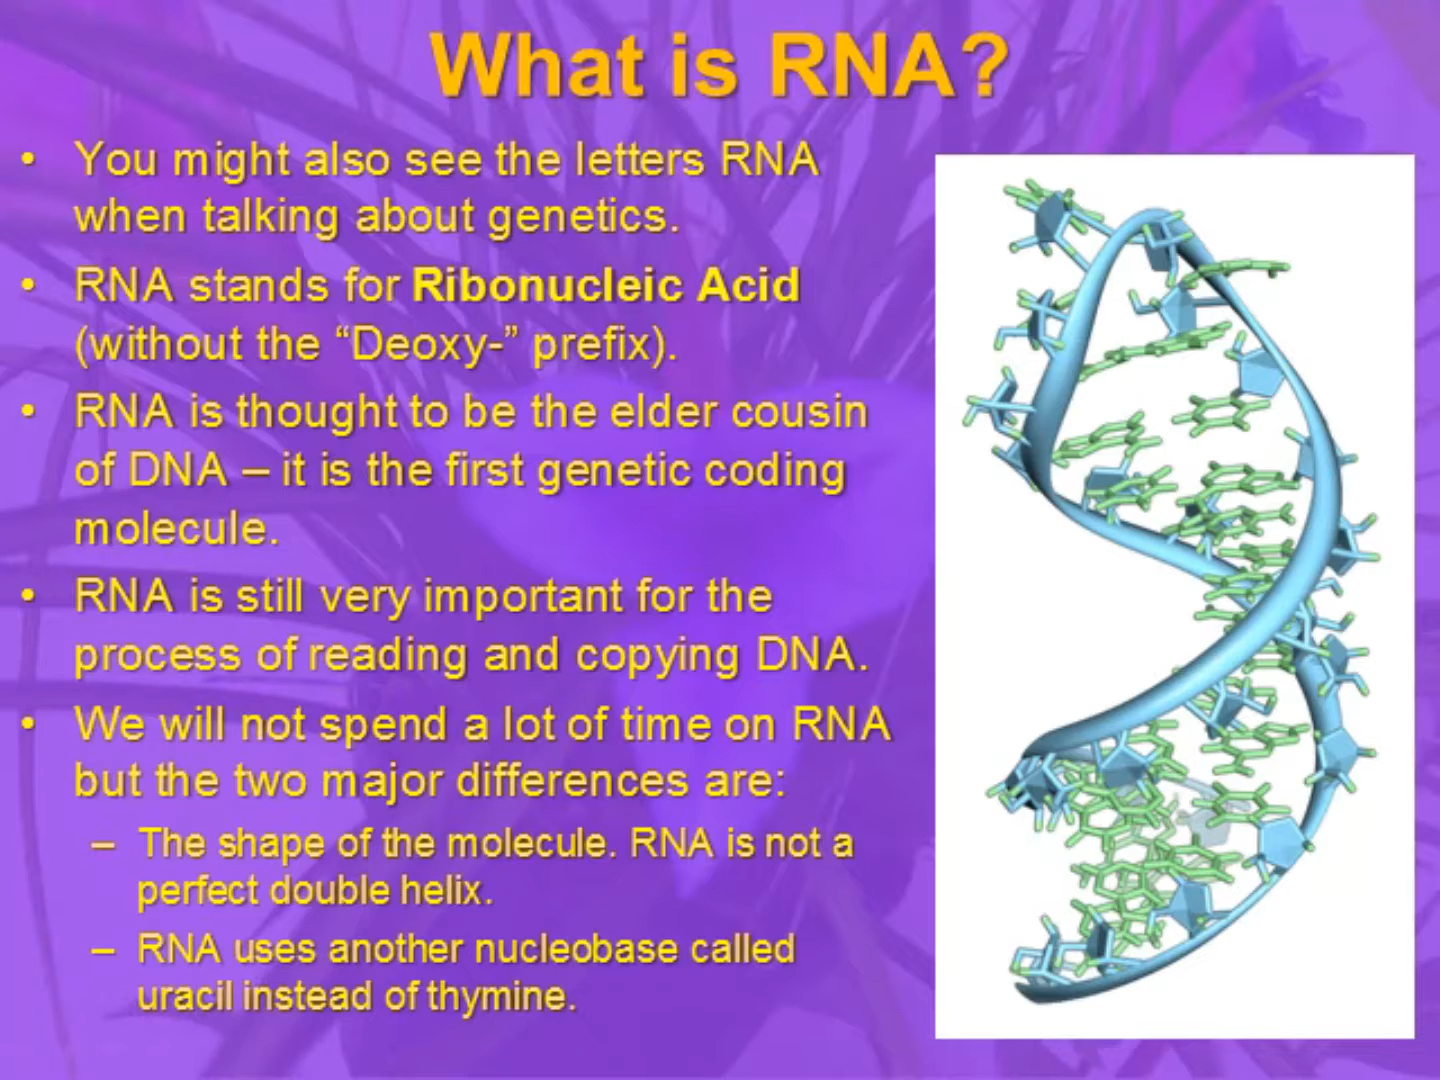 What is RNA?
• You might also see the letters RNA
when talking about genetics.
• RNA stands for Ribonucleic Acid
(without the “Deoxy-” prefix).
• RNA is thought to be the elder cousin
of DNA – it is the first genetic coding
molecule.
• RNA is still very important for the
process of reading and copying DNA.
• We will not spend a lot of time on RNA
but the two major differences are:
– The shape of the molecule. RNA is not a
perfect double helix.
– RNA uses another nucleobase called
uracil instead of thymine.